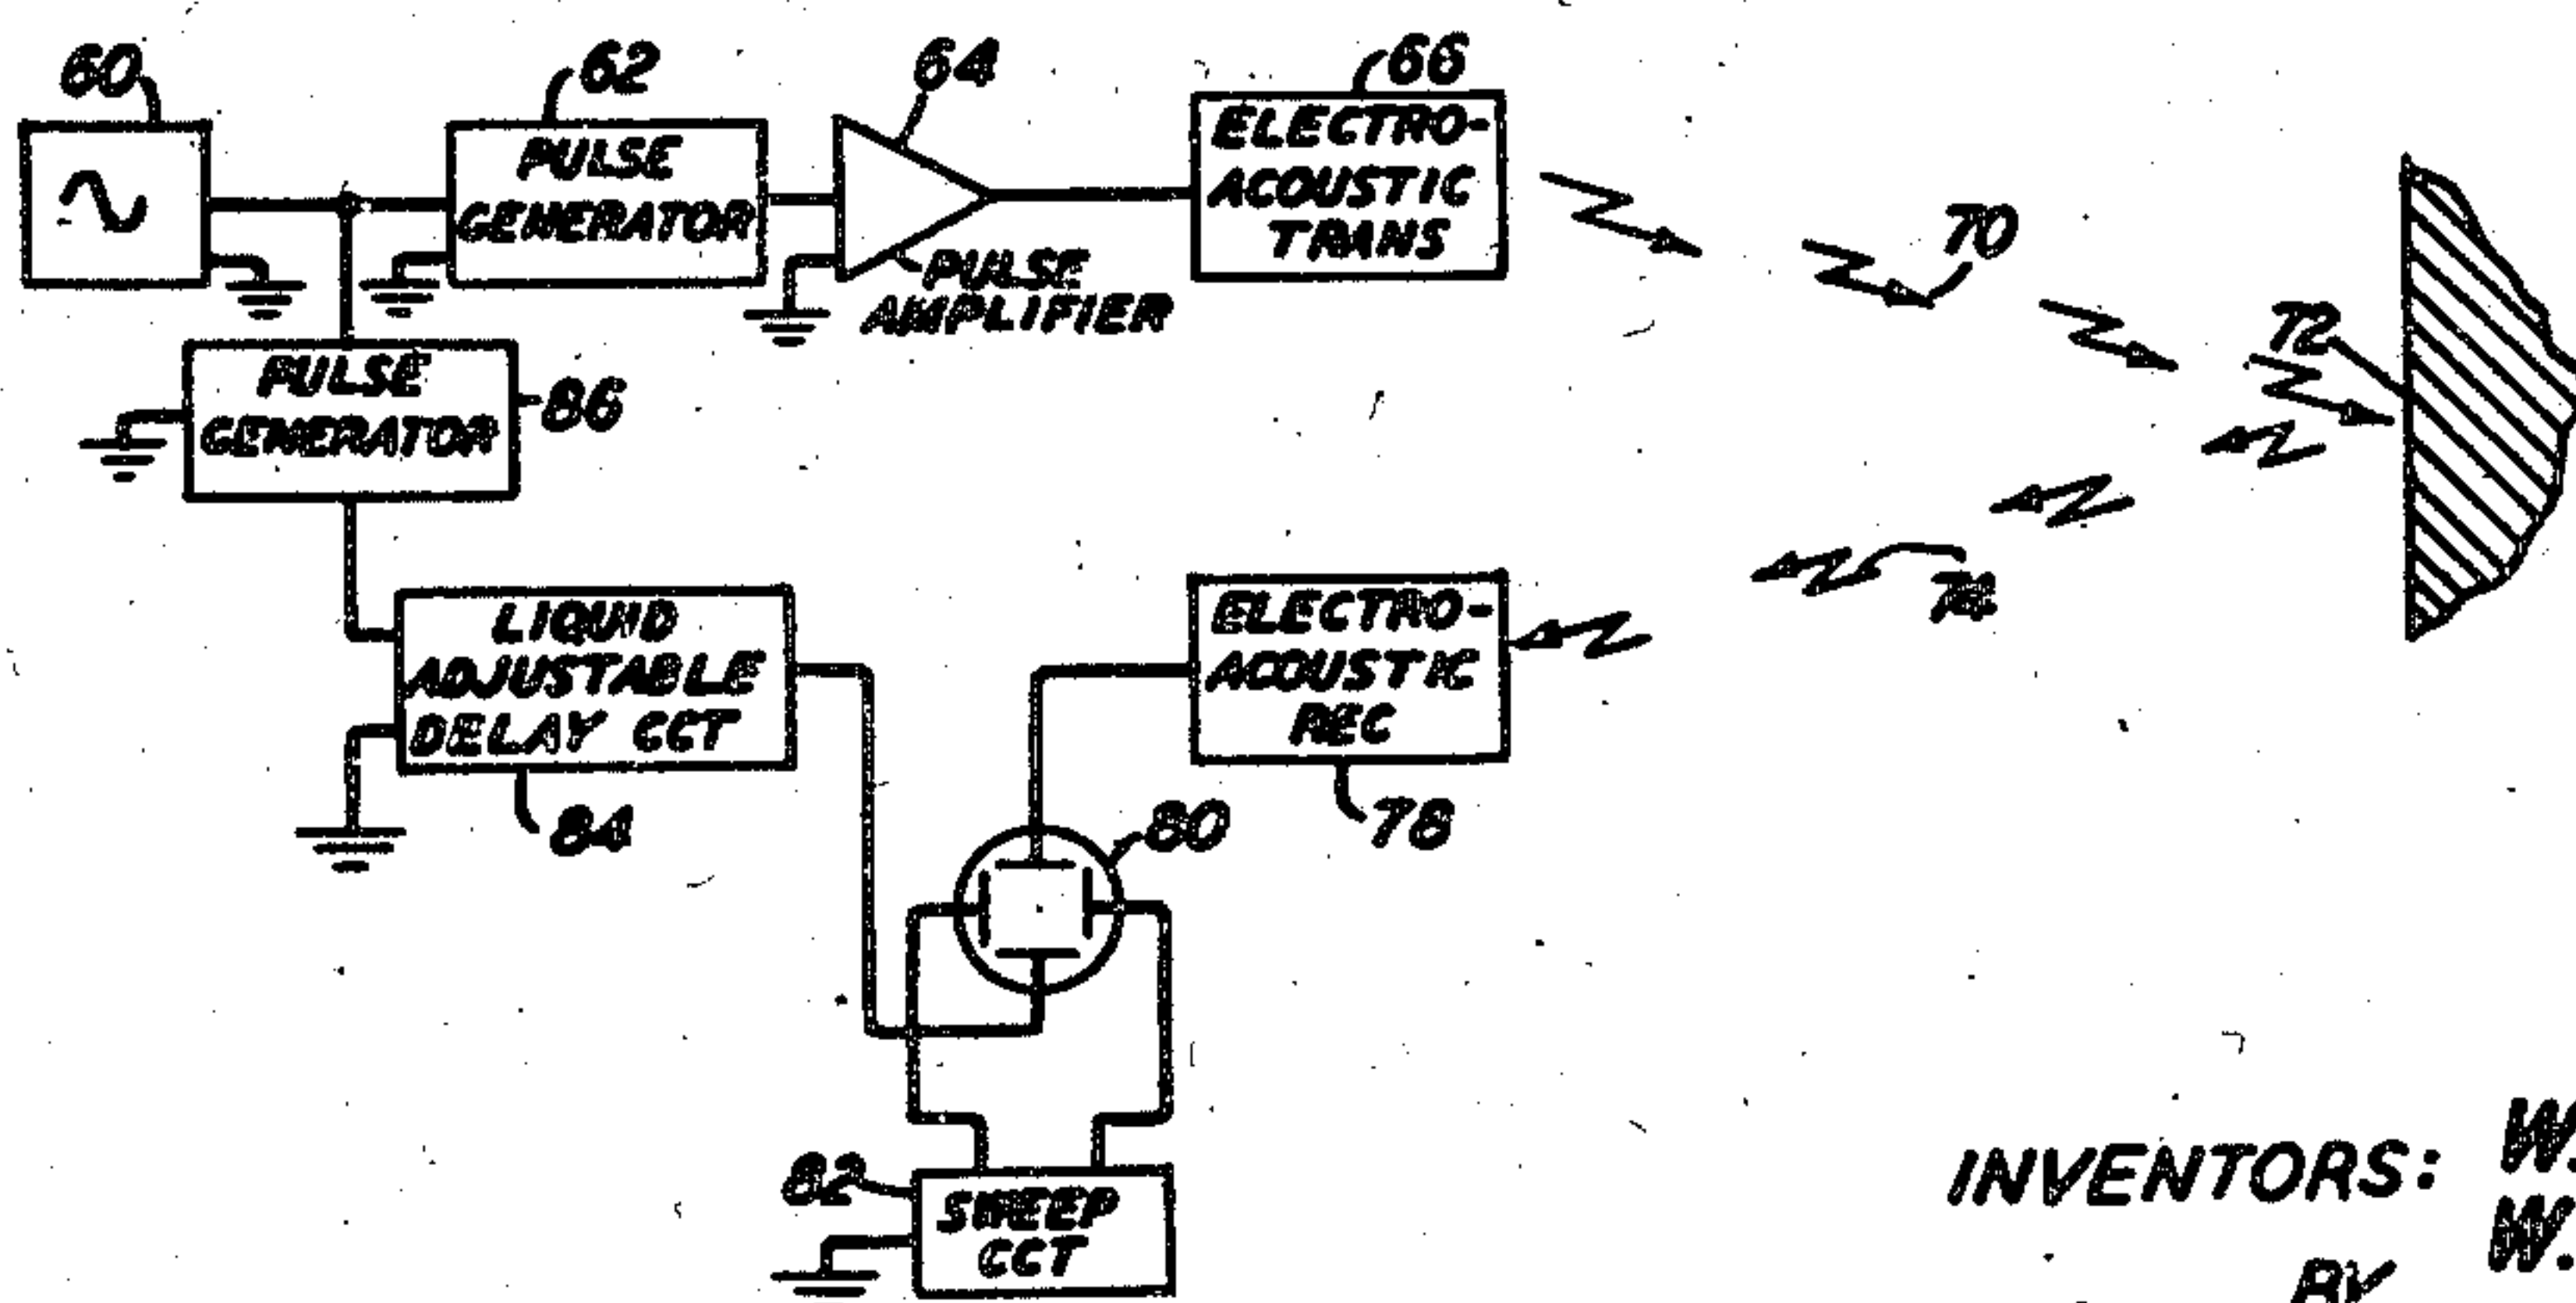 60
62
64
66
PULSE
GENERATOR
PULSE
AMPLIFIER
ELECTRO-
ACOUSTIC
TRANS
70
72
PULSE
GENERATOR
86
LIQUID
ADJUSTABLE
DELAY CCT
84
ELECTRO-
ACOUSTIC
REC
78
80
82
SWEEP
CCT
INVENTORS: W.
W.
BY